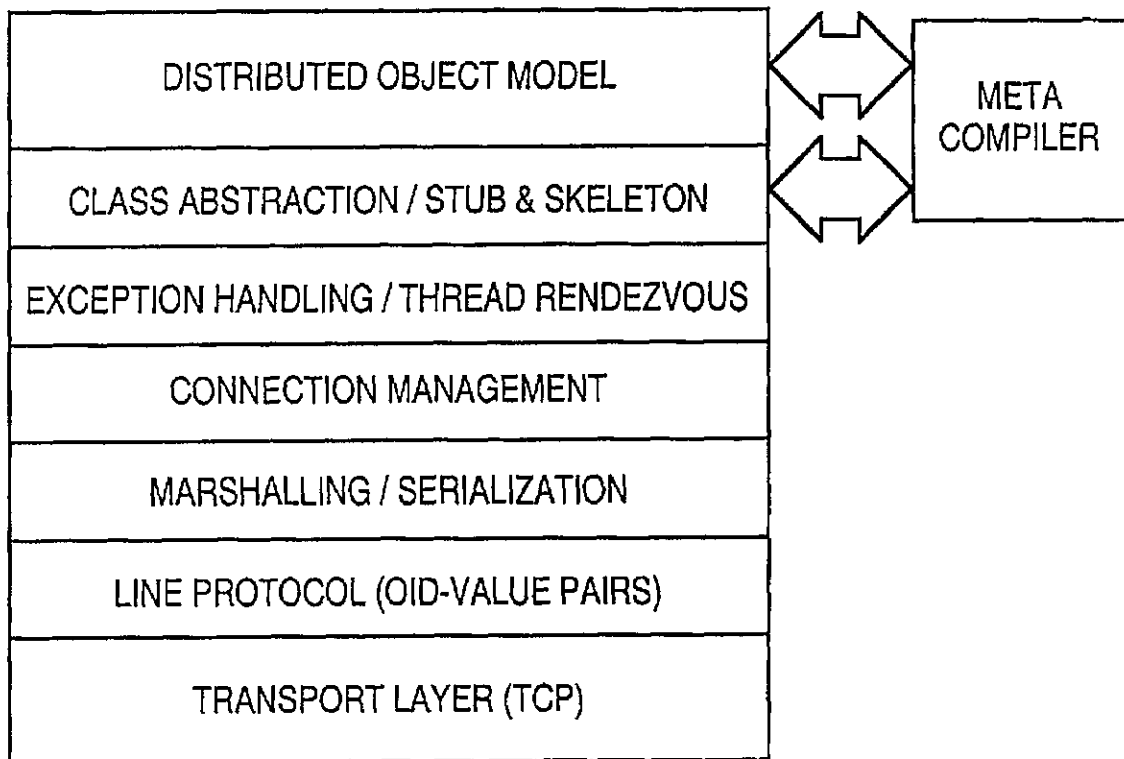 DISTRIBUTED OBJECT MODEL
META
COMPILER
CLASS ABSTRACTION / STUB & SKELETON
EXCEPTION HANDLING / THREAD RENDEZVOUS
CONNECTION MANAGEMENT
MARSHALLING / SERIALIZATION
LINE PROTOCOL (OID-VALUE PAIRS)
TRANSPORT LAYER (TCP)